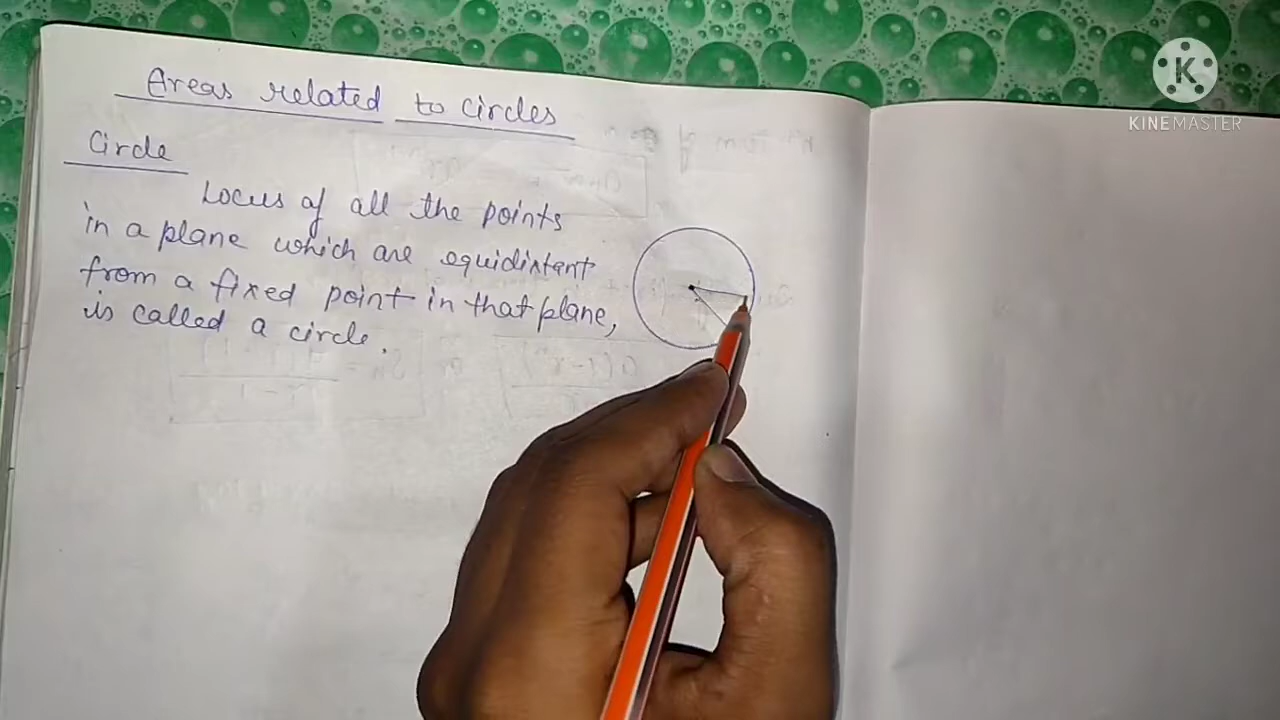 Areas related to circles
Circle
Locus of all the points
in a plane which are equidistant
from a fixed point in that plane,
is called a circle.
K
KINEMASTER